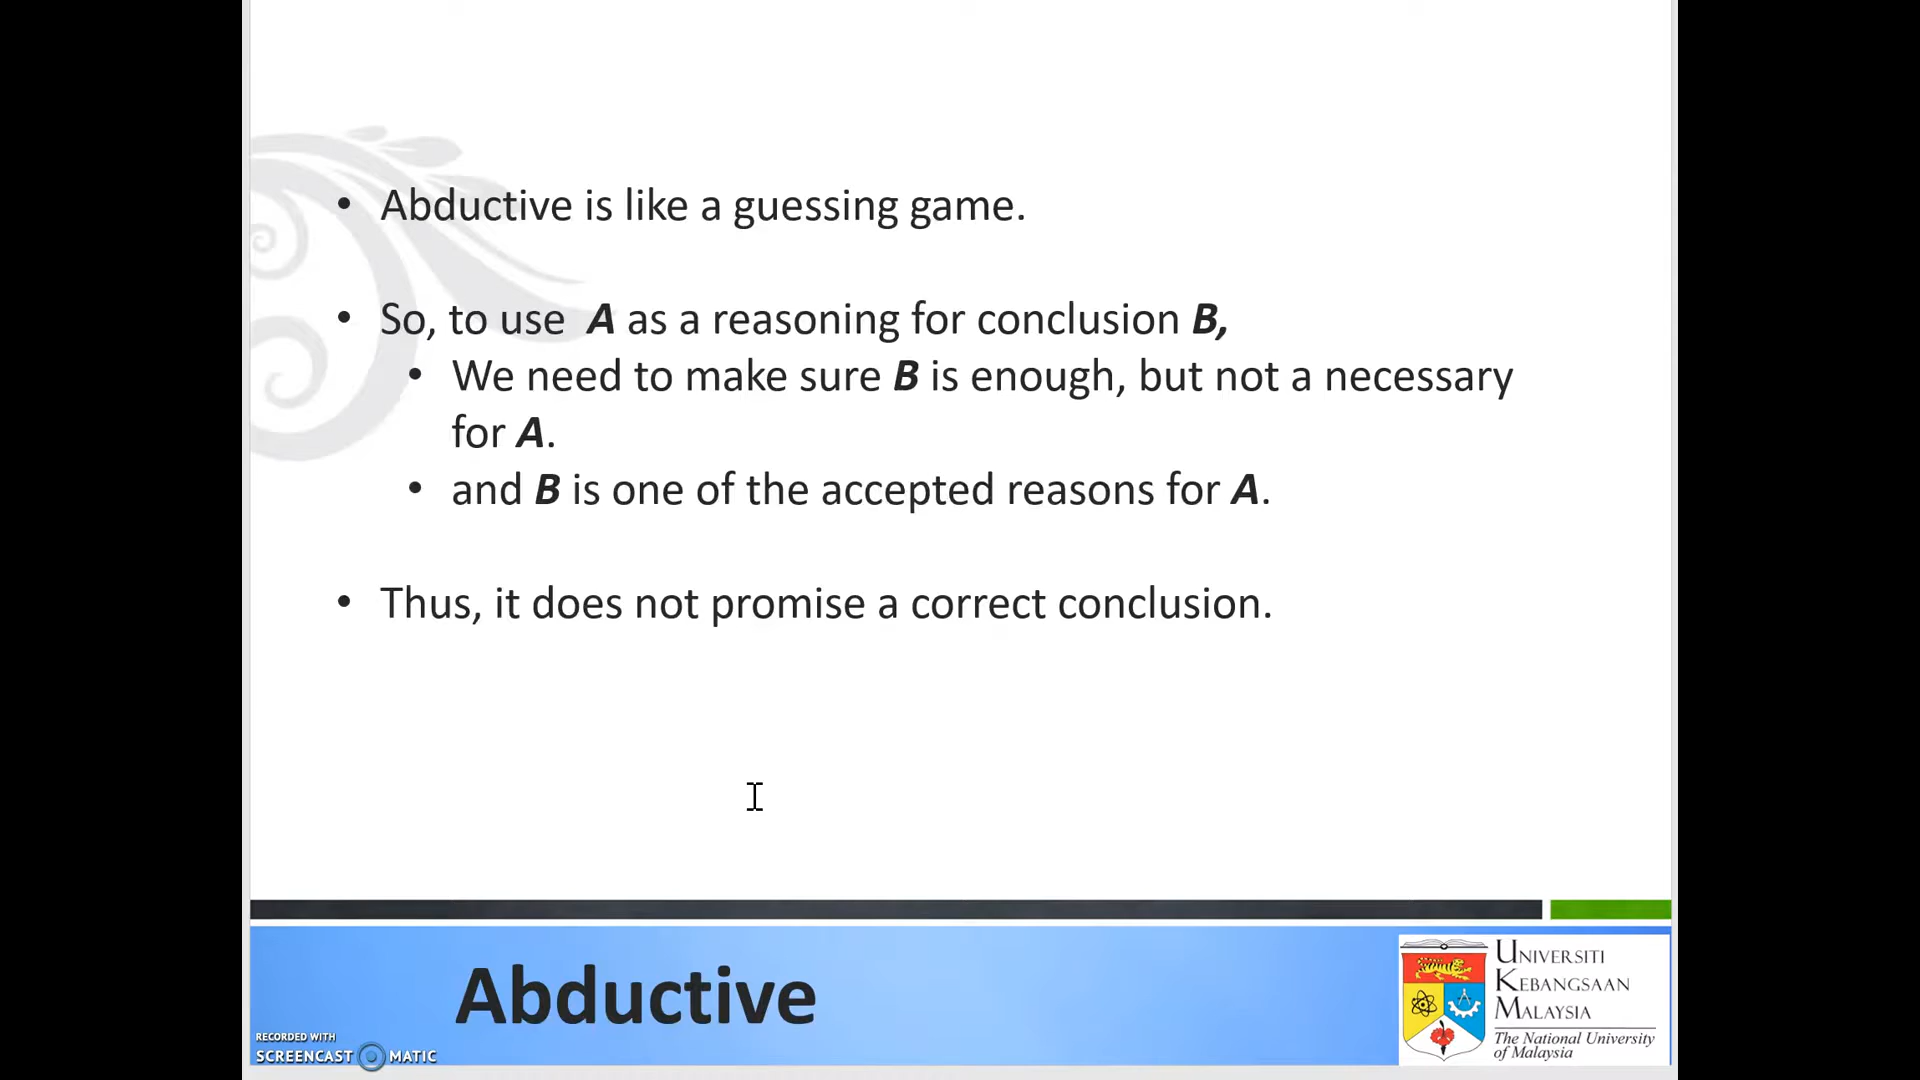 • Abductive is like a guessing game.
• So, to use A as a reasoning for conclusion B,
• We need to make sure B is enough, but not a necessary
for A.
• and B is one of the accepted reasons for A.
• Thus, it does not promise a correct conclusion.
Abductive
RECORDED WITH
SCREENCAST MATIC
UNIVERSITI
KEBANGSAAN
MALAYSIA
The National University
of Malaysia